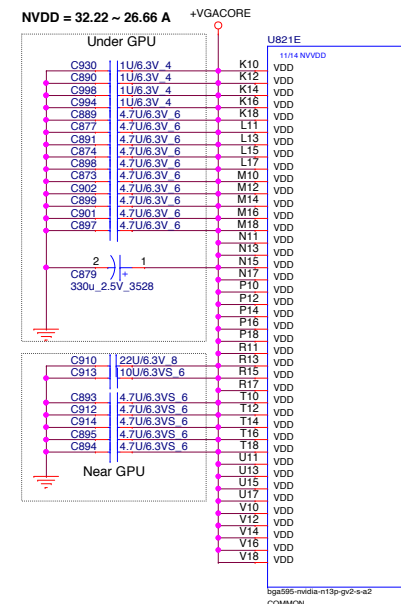 NVDD = 32.22 ~ 26.66 A
+VGACORE
Under GPU
U821E
11/14 NVVDD
C930 1U/6.3V_4 K10 VDD
C890 1U/6.3V_4 K12 VDD
C998 1U/6.3V_4 K14 VDD
C994 1U/6.3V_4 K16 VDD
C889 4.7U/6.3V_6 K18 VDD
C877 4.7U/6.3V_6 L11 VDD
C891 4.7U/6.3V_6 L13 VDD
C874 4.7U/6.3V_6 L15 VDD
C898 4.7U/6.3V_6 L17 VDD
C873 4.7U/6.3V_6 M10 VDD
C902 4.7U/6.3V_6 M12 VDD
C899 4.7U/6.3V_6 M14 VDD
C901 4.7U/6.3V_6 M16 VDD
C897 4.7U/6.3V_6 M18 VDD
N11 VDD
N13 VDD
2 + 1 N15 VDD
C879 N17 VDD
330u_2.5V_3528 P10 VDD
P12 VDD
P14 VDD
P16 VDD
P18 VDD
R11 VDD
C910 22U/6.3V_8 R13 VDD
C913 10U/6.3VS_6 R15 VDD
R17 VDD
C893 4.7U/6.3VS_6 T10 VDD
C912 4.7U/6.3VS_6 T12 VDD
C914 4.7U/6.3VS_6 T14 VDD
C895 4.7U/6.3VS_6 T16 VDD
C894 4.7U/6.3VS_6 T18 VDD
U11 VDD
Near GPU U13 VDD
U15 VDD
U17 VDD
V10 VDD
V12 VDD
V14 VDD
V16 VDD
V18 VDD
bga595-nvidia-n13p-gv2-s-a2
COMMON